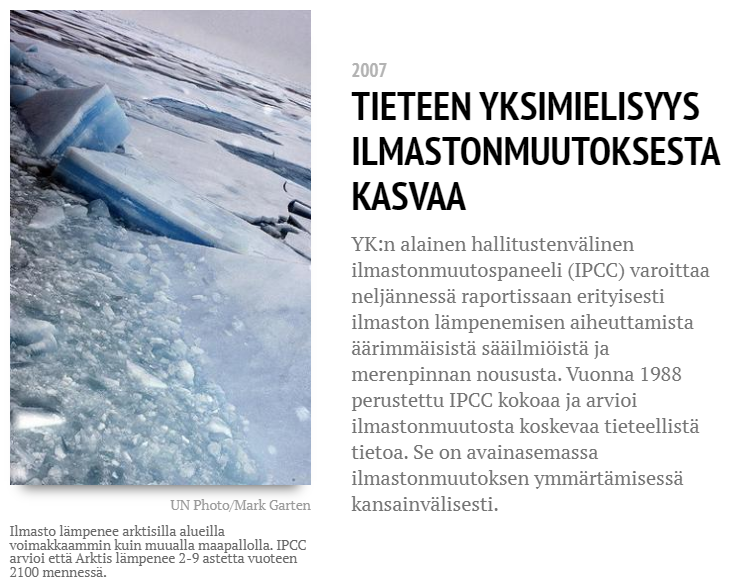 2007
TIETEEN YKSIMIELISYYS
ILMASTONMUUTOKSESTA
KASVAA
YK:n alainen hallitustenvälinen
ilmastonmuutospaneeli (IPCC) varoittaa
neljännessä raportissaan erityisesti
ilmaston lämpenemisen aiheuttamista
äärimmäisistä sääilmiöistä ja
merenpinnan noususta. Vuonna 1988
perustettu IPCC kokoaa ja arvioi
ilmastonmuutosta koskevaa tieteellistä
tietoa. Se on avainasemassa
ilmastonmuutoksen ymmärtämisessä
kansainvälisesti.
UN Photo/Mark Garten
Ilmasto lämpenee arktisilla alueilla
voimakkaammin kuin muualla maapallolla. IPCC
arvioi että Arktis lämpenee 2-9 astetta vuoteen
2100 mennessä.